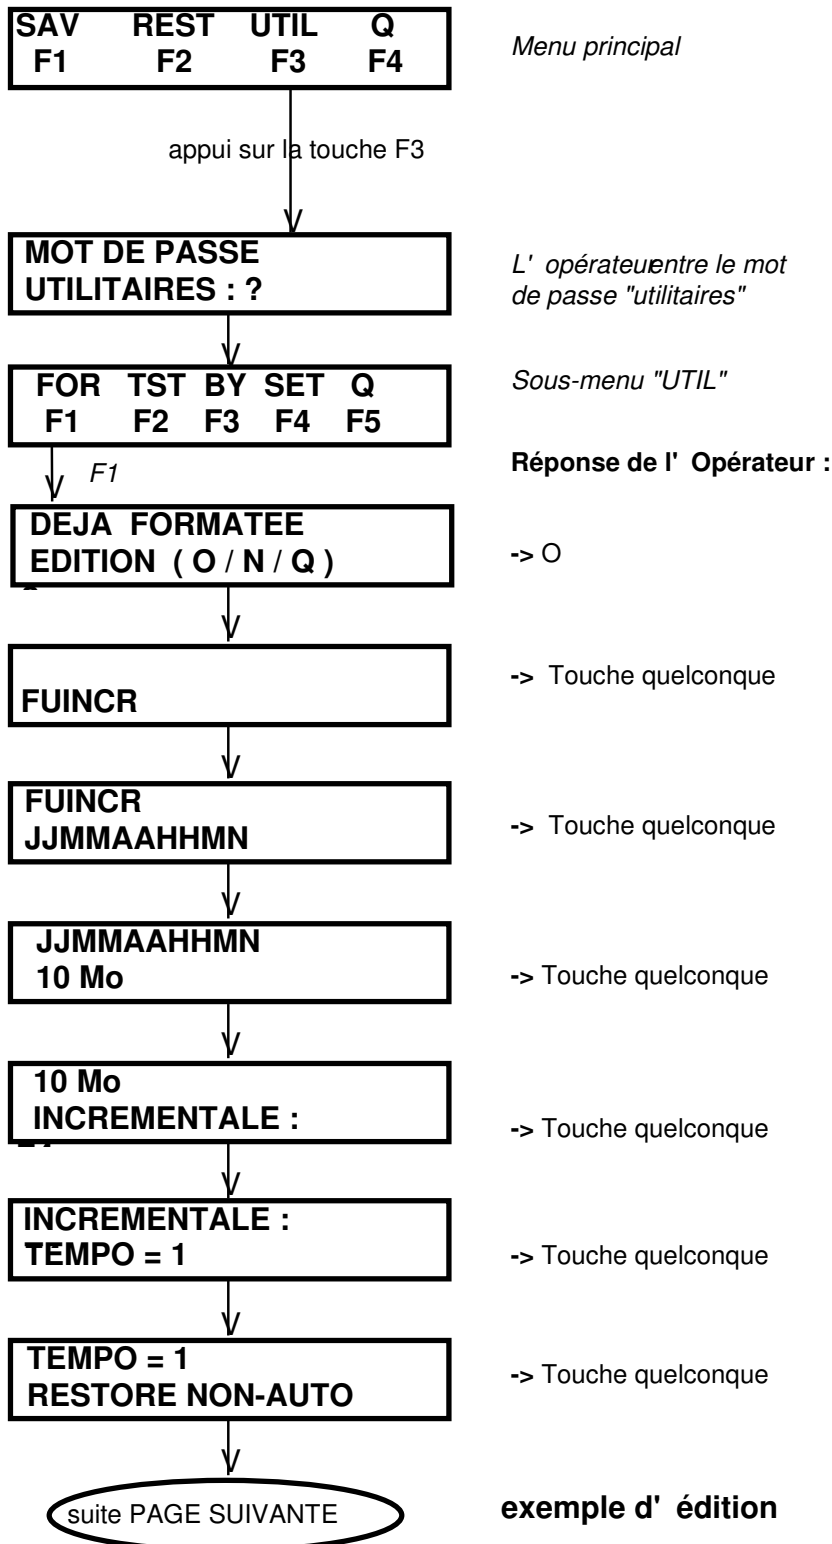 SAV REST UTIL Q
F1 F2 F3 F4
Menu principal
appui sur la touche F3
MOT DE PASSE
UTILITAIRES : ?
L' opérateurentre le mot
de passe "utilitaires"
FOR TST BY SET Q
F1 F2 F3 F4 F5
Sous-menu "UTIL"
F1
Réponse de l' Opérateur :
DEJA FORMATEE
EDITION ( O / N / Q )
-> O
FUINCR
-> Touche quelconque
FUINCR
JJMMAAHHMN
-> Touche quelconque
JJMMAAHHMN
10 Mo
-> Touche quelconque
10 Mo
INCREMENTALE :
-> Touche quelconque
INCREMENTALE :
TEMPO = 1
-> Touche quelconque
TEMPO = 1
RESTORE NON-AUTO
-> Touche quelconque
suite PAGE SUIVANTE
exemple d' édition